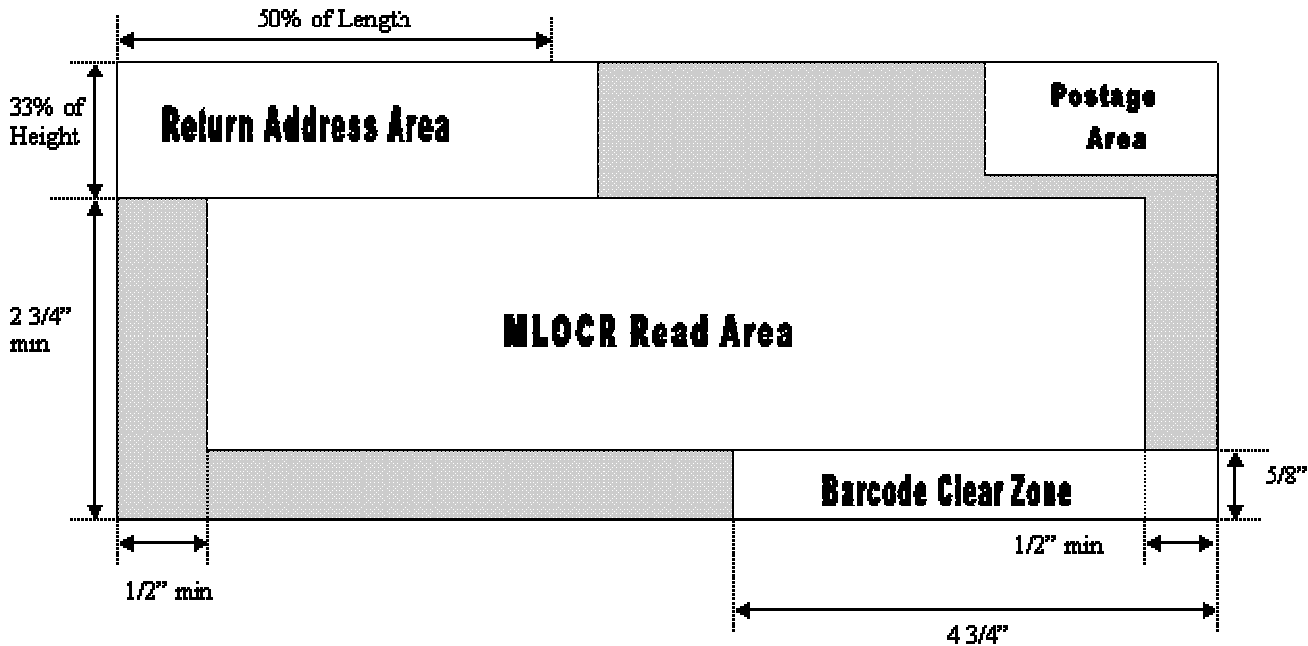 50% of Length
33% of
Height
Return Address Area
Postage
Area
2 3/4”
min
MLOCR Read Area
Barcode Clear Zone
5/8”
1/2” min
1/2” min
4 3/4”